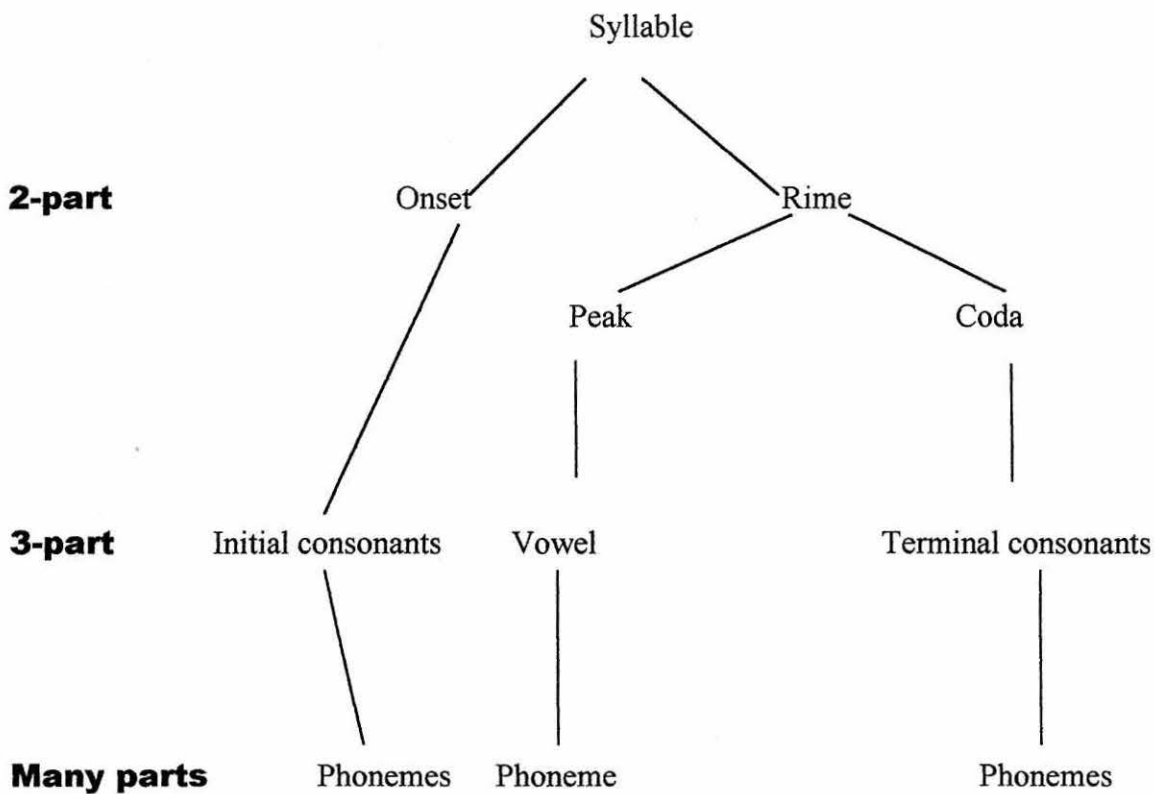 Syllable
2-part Onset Rime
Peak Coda
3-part Initial consonants Vowel Terminal consonants
Many parts Phonemes Phoneme Phonemes